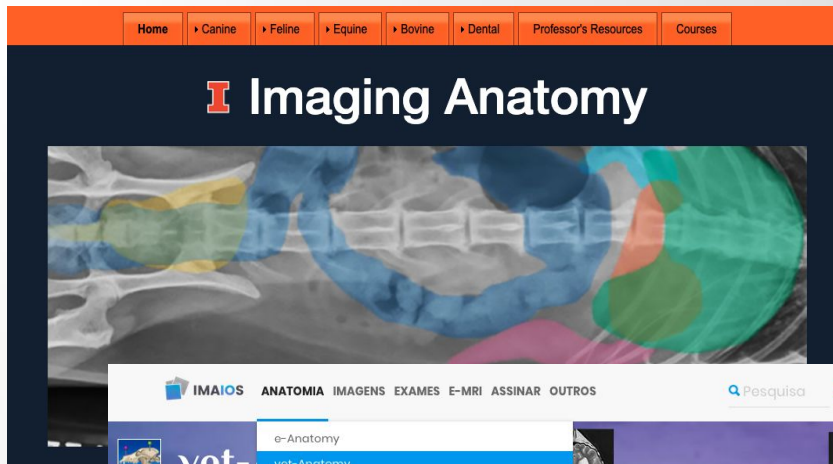 Home Canine Feline Equine Bovine Dental Professor's Resources Courses
I Imaging Anatomy
IMAIOS ANATOMIA IMAGENS EXAMES E-MRI ASSINAR OUTROS Pesquisa
e-Anatomy
vet-
vet-Anatomy